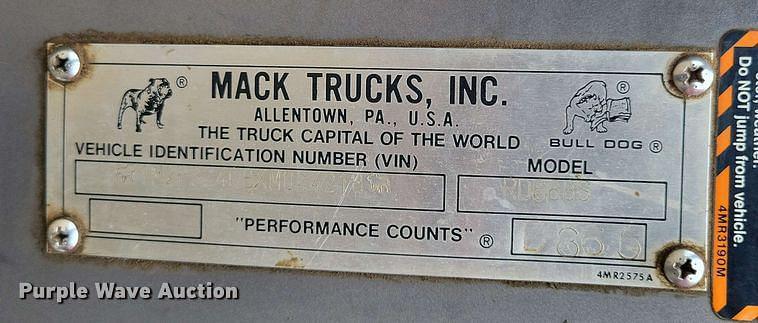 MACK TRUCKS, INC.
ALLENTOWN, PA., U.S.A.
THE TRUCK CAPITAL OF THE WORLD
BULL DOG ®
VEHICLE IDENTIFICATION NUMBER (VIN)
MODEL
"PERFORMANCE COUNTS" ®
4MR2575A
Do NOT jump from vehicle.
4MR3190M
Purple Wave Auction